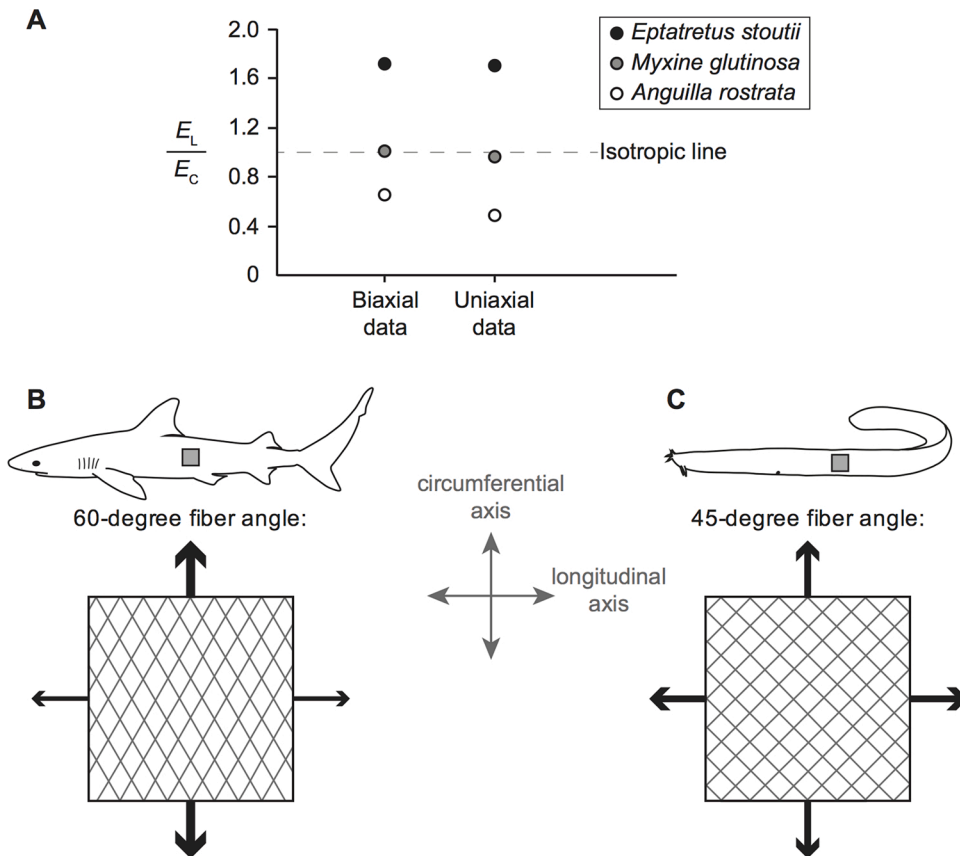 A
2.0
1.6
1.2
0.8
0.4
0
E_L
E_C
Eptatretus stoutii
Myxine glutinosa
Anguilla rostrata
Isotropic line
Biaxial
data
Uniaxial
data
B
60-degree fiber angle:
circumferential
axis
longitudinal
axis
C
45-degree fiber angle: